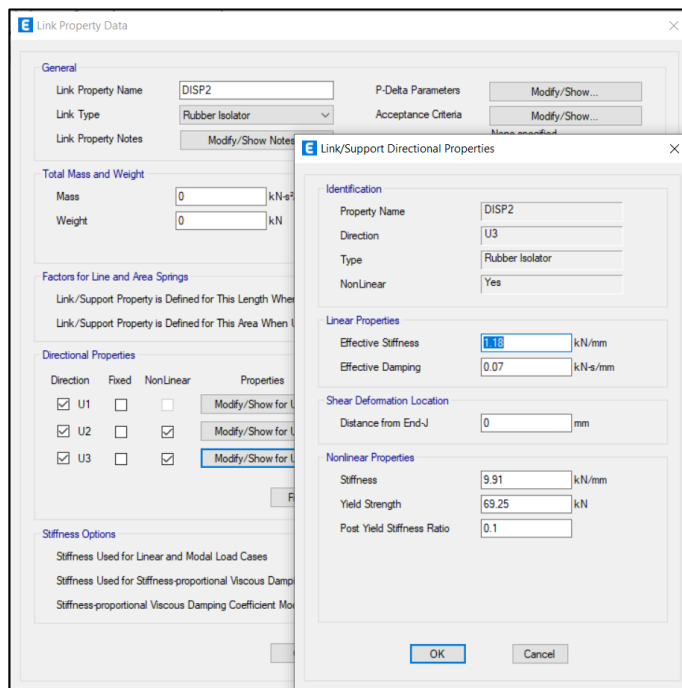 E Link Property Data
General
Link Property Name DISP2 P-Delta Parameters Modify/Show...
Link Type Rubber Isolator Acceptance Criteria Modify/Show...
Link Property Notes Modify/Show Notes
None specified
Total Mass and Weight
Mass 0 kN-s²
Weight 0 kN
Factors for Line and Area Springs
Link/Support Property is Defined for This Length
Link/Support Property is Defined for This Area When
Directional Properties
Direction Fixed NonLinear Properties
U1 Modify/Show for
U2 Modify/Show for
U3 Modify/Show for
Stiffness Options
Stiffness Used for Linear and Modal Load Cases
Stiffness Used for Stiffness-proportional Viscous
Stiffness-proportional Viscous Damping Coefficient
E Link/Support Directional Properties
Identification
Property Name DISP2
Direction U3
Type Rubber Isolator
NonLinear Yes
Linear Properties
Effective Stiffness 1.18 kN/mm
Effective Damping 0.07 kN-s/mm
Shear Deformation Location
Distance from End-J 0 mm
Nonlinear Properties
Stiffness 9.91 kN/mm
Yield Strength 69.25 kN
Post Yield Stiffness Ratio 0.1
OK Cancel